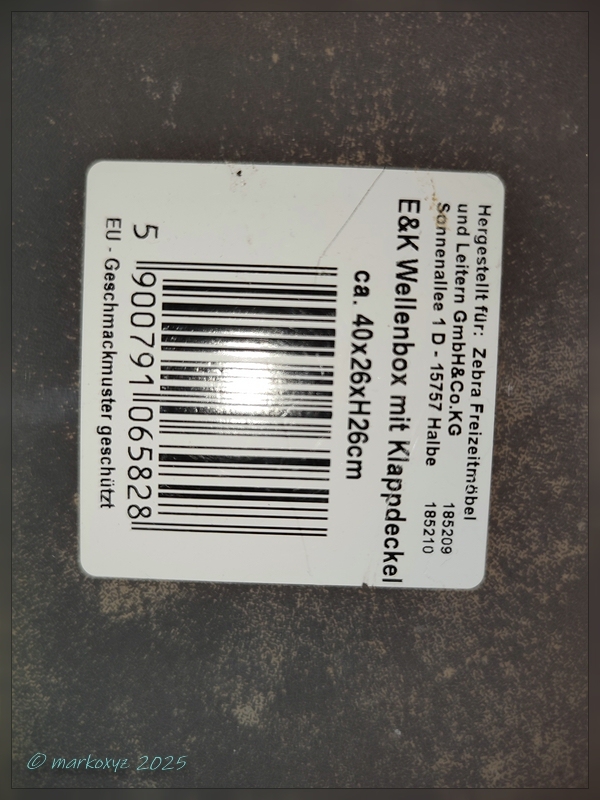 Hergestellt für: Zebra Freizeitmöbel
und Leitern GmbH&Co.KG 185209
Sonnenallee 1 D - 15757 Halbe 185210
E&K Wellenbox mit Klappdeckel
ca. 40x26xH26cm
5 900791 065828
EU - Geschmackmuster geschützt
© markoxyz 2025